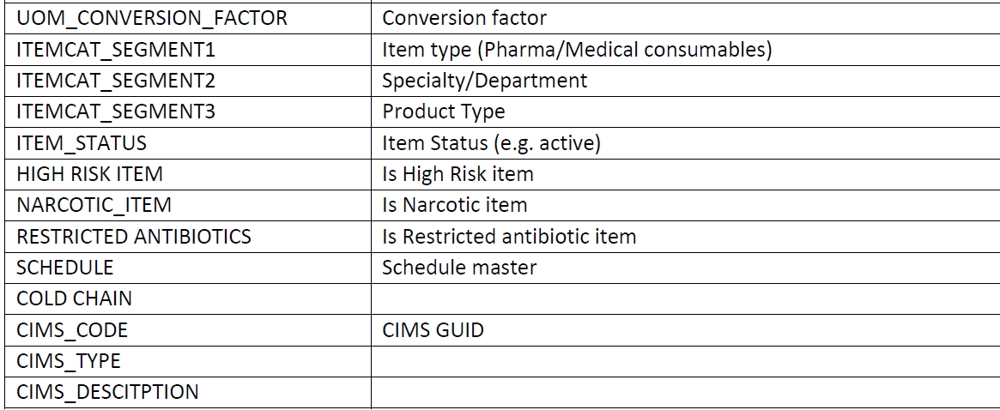 UOM_CONVERSION_FACTOR Conversion factor
ITEMCAT_SEGMENT1 Item type (Pharma/Medical consumables)
ITEMCAT_SEGMENT2 Specialty/Department
ITEMCAT_SEGMENT3 Product Type
ITEM_STATUS Item Status (e.g. active)
HIGH RISK ITEM Is High Risk item
NARCOTIC_ITEM Is Narcotic item
RESTRICTED ANTIBIOTICS Is Restricted antibiotic item
SCHEDULE Schedule master
COLD CHAIN
CIMS_CODE CIMS GUID
CIMS_TYPE
CIMS_DESCITPTION